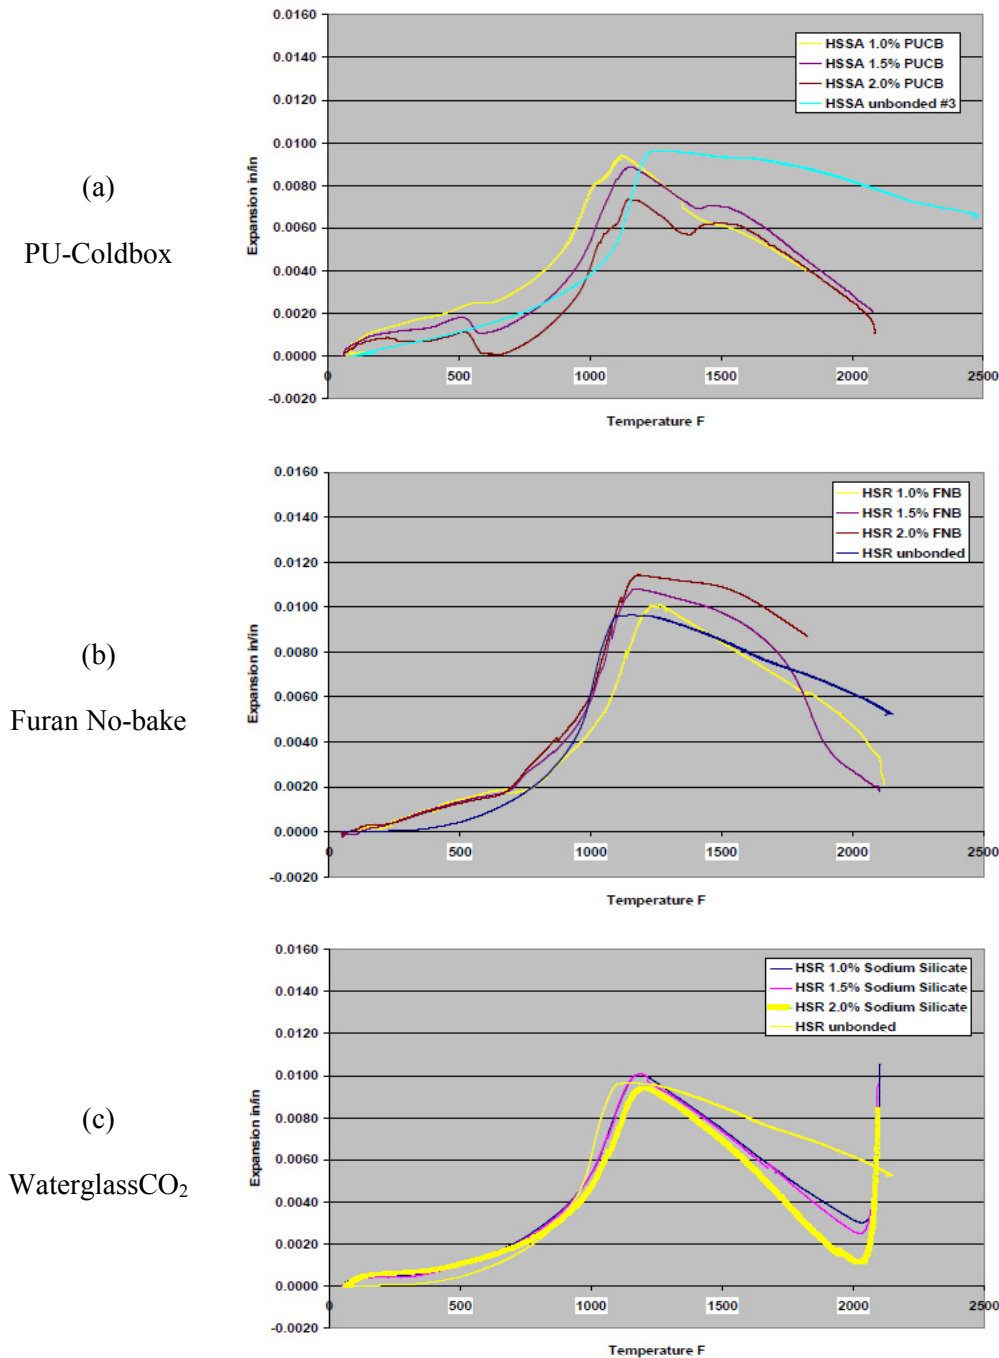 0.0160
0.0140
0.0120
0.0100
0.0080
0.0060
0.0040
0.0020
0.0000
-0.0020
Expansion in/in
HSSA 1.0% PUCB
HSSA 1.5% PUCB
HSSA 2.0% PUCB
HSSA unbonded #3
(a)
PU-Coldbox
0 500 1000 1500 2000 2500
Temperature F
0.0160
0.0140
0.0120
0.0100
0.0080
0.0060
0.0040
0.0020
0.0000
-0.0020
Expansion in/in
HSR 1.0% FNB
HSR 1.5% FNB
HSR 2.0% FNB
HSR unbonded
(b)
Furan No-bake
0 500 1000 1500 2000 2500
Temperature F
0.0160
0.0140
0.0120
0.0100
0.0080
0.0060
0.0040
0.0020
0.0000
-0.0020
Expansion in/in
HSR 1.0% Sodium Silicate
HSR 1.5% Sodium Silicate
HSR 2.0% Sodium Silicate
HSR unbonded
(c)
WaterglassCO₂
0 500 1000 1500 2000 2500
Temperature F